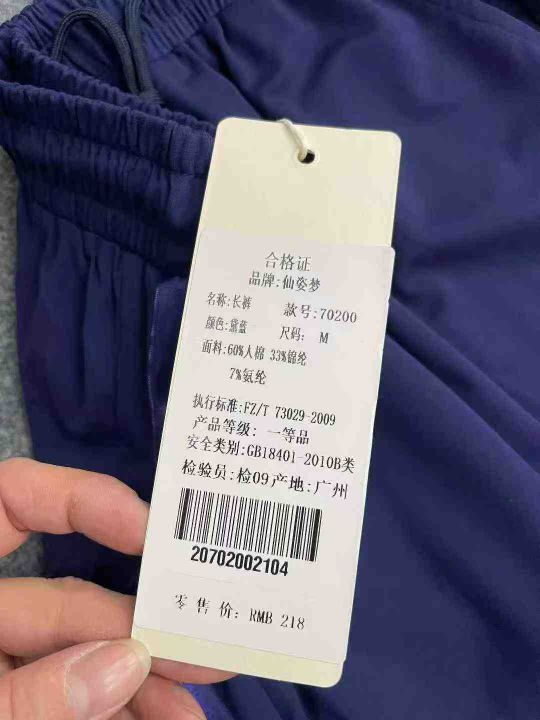 合格证
品牌:仙姿梦
名称:长裤 款号:70200
颜色:黛蓝 尺码: M
面料:60%人棉 33%锦纶
7%氨纶
执行标准:FZ/T 73029-2009
产品等级: 一等品
安全类别:GB18401-2010B类
检验员:检09产地:广州
20702002104
零售价: RMB 218